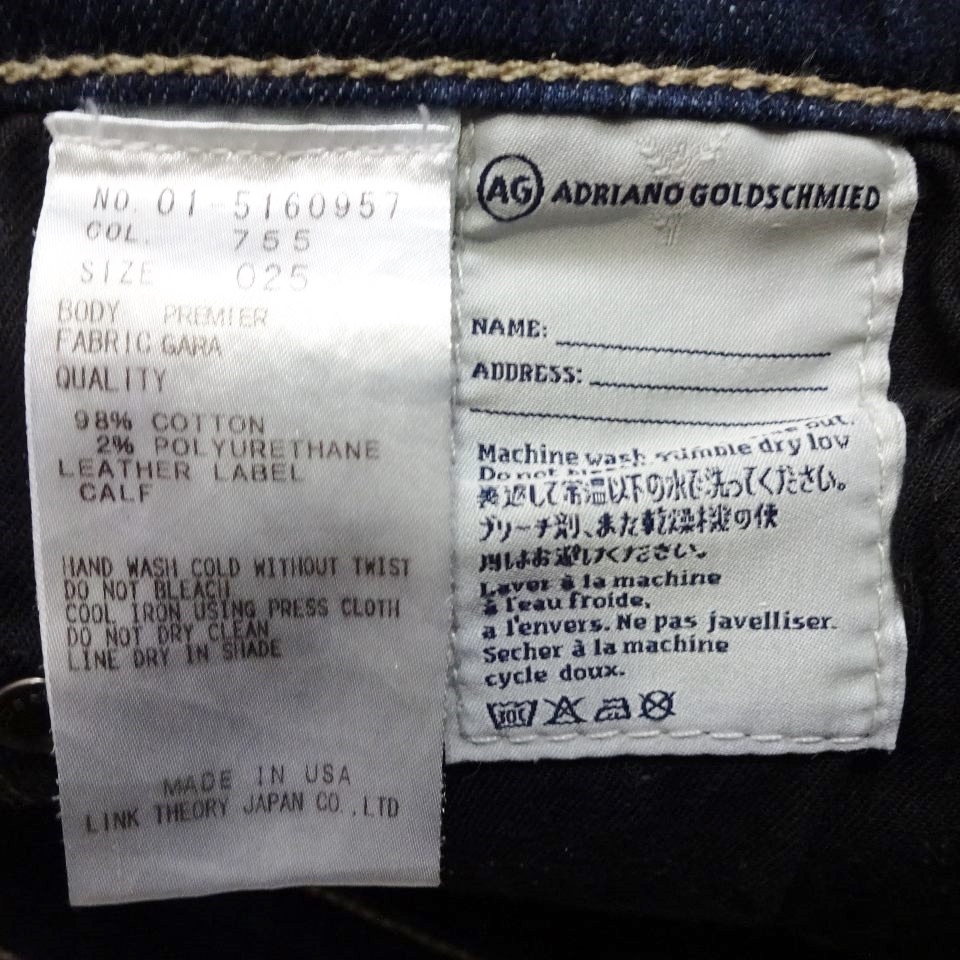 NO. 01-5160957
COL. 755
SIZE 025
BODY PREMIER
FABRIC GARA
QUALITY
98% COTTON
2% POLYURETHANE
LEATHER LABEL
CALF
HAND WASH COLD WITHOUT TWIST
DO NOT BLEACH
COOL IRON USING PRESS CLOTH
DO NOT DRY CLEAN
LINE DRY IN SHADE
MADE IN USA
LINK THEORY JAPAN CO.,LTD
AG ADRIANO GOLDSCHMIED
NAME:
ADDRESS:
out.
Machine wash tumble dry low
Do not
裏返して常温以下の水で洗ってください。
ブリーチ剤、また乾燥機の使
用はお避けください。
Laver à la machine
à l'eau froide,
a l'envers. Ne pas javelliser.
Secher à la machine
cycle doux.